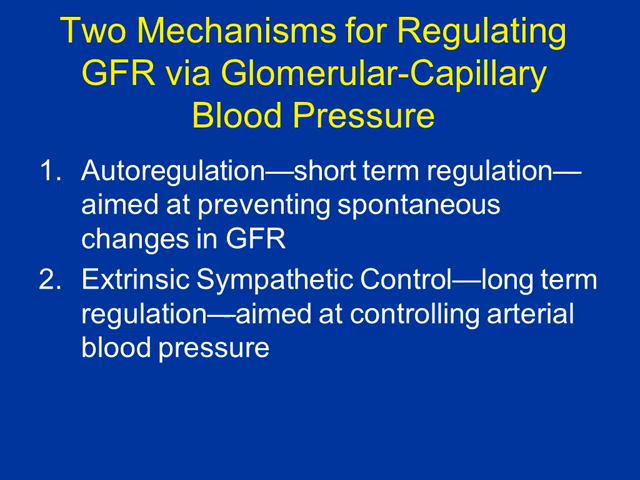 Two Mechanisms for Regulating
GFR via Glomerular-Capillary
Blood Pressure
1. Autoregulation—short term regulation—
aimed at preventing spontaneous
changes in GFR
2. Extrinsic Sympathetic Control—long term
regulation—aimed at controlling arterial
blood pressure